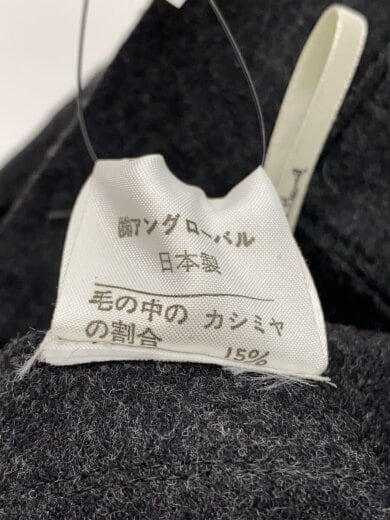 ㈱アングローバル
日本製
毛の中の カシミヤ
の割合 15%